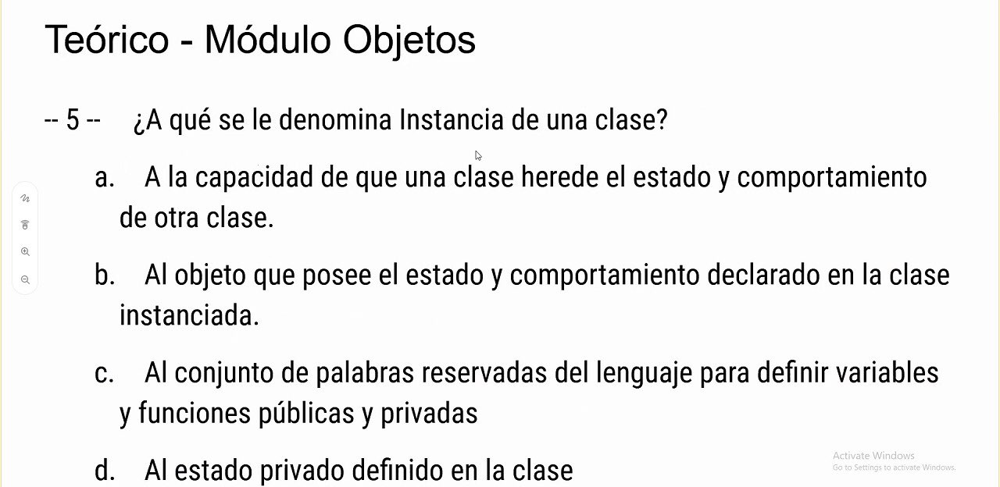 Teórico - Módulo Objetos
-- 5 -- ¿A qué se le denomina Instancia de una clase?
a. A la capacidad de que una clase herede el estado y comportamiento
de otra clase.
b. Al objeto que posee el estado y comportamiento declarado en la clase
instanciada.
c. Al conjunto de palabras reservadas del lenguaje para definir variables
y funciones públicas y privadas
d. Al estado privado definido en la clase
Activate Windows
Go to Settings to activate Windows.